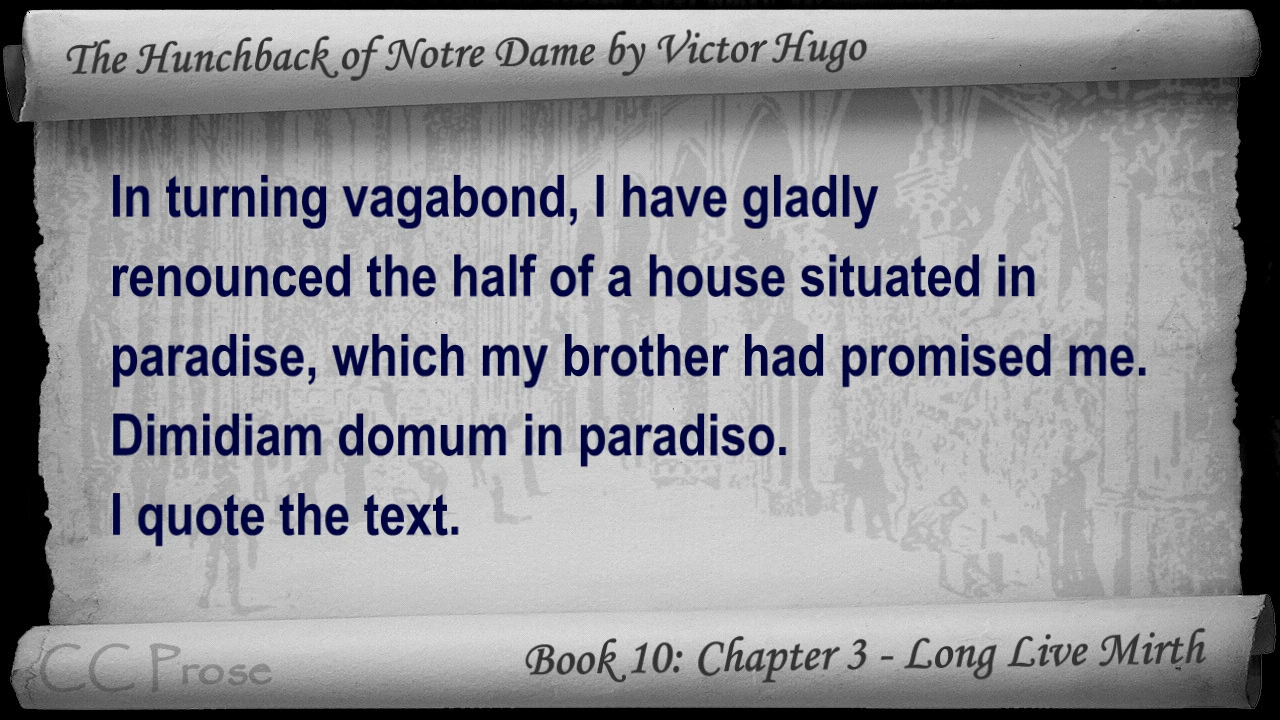 The Hunchback of Notre Dame by Victor Hugo
In turning vagabond, I have gladly
renounced the half of a house situated in
paradise, which my brother had promised me.
Dimidiam domum in paradiso.
I quote the text.
CC Prose
Book 10: Chapter 3 - Long Live Mirth